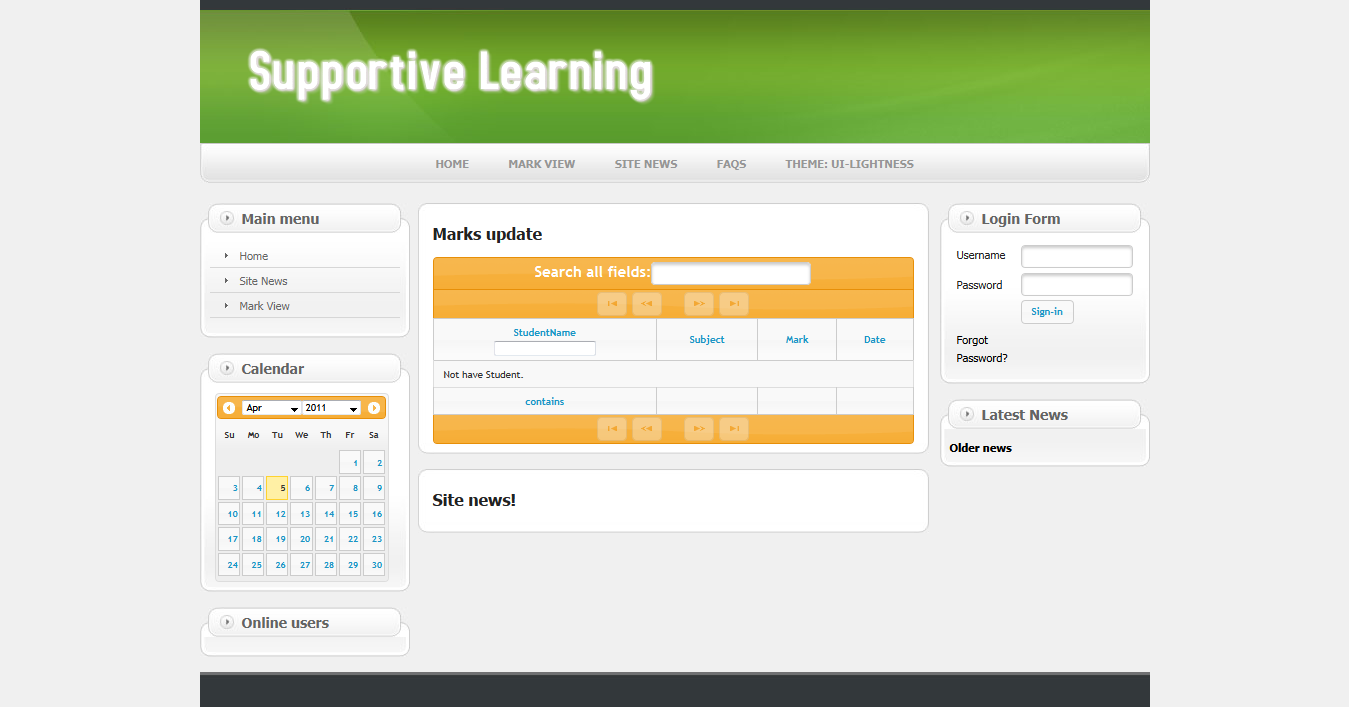 Supportive Learning
HOME MARK VIEW SITE NEWS FAQS THEME: UI-LIGHTNESS
Main menu
Home
Site News
Mark View
Calendar
Apr 2011
Su Mo Tu We Th Fr Sa
1 2
3 4 5 6 7 8 9
10 11 12 13 14 15 16
17 18 19 20 21 22 23
24 25 26 27 28 29 30
Online users
Marks update
Search all fields:
I◄ ◄◄ ►► ►I
StudentName Subject Mark Date
Not have Student.
contains
I◄ ◄◄ ►► ►I
Site news!
Login Form
Username
Password
Sign-in
Forgot
Password?
Latest News
Older news